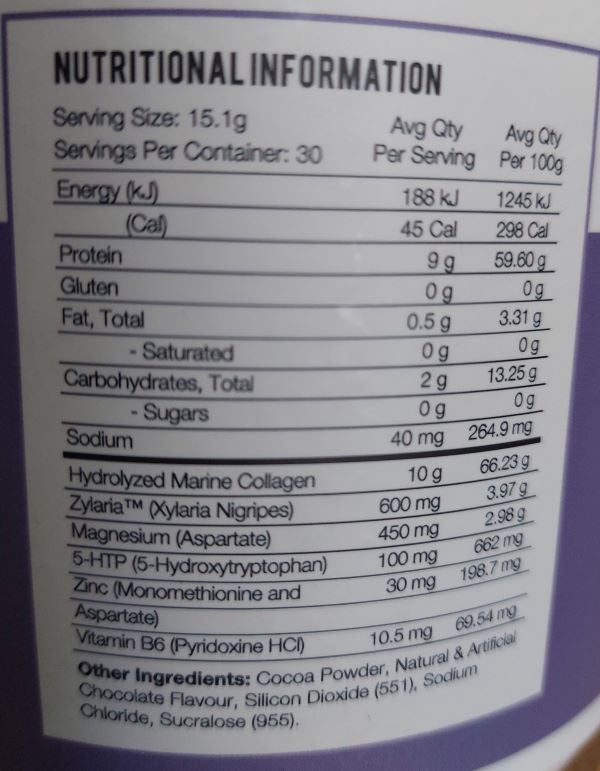 NUTRITIONAL INFORMATION
Serving Size: 15.1g
Servings Per Container: 30
Avg Qty Per Serving
Avg Qty Per 100g
Energy (kJ) 188 kJ 1245 kJ
(Cal) 45 Cal 298 Cal
Protein 9 g 59.60 g
Gluten 0 g 0 g
Fat, Total 0.5 g 3.31 g
- Saturated 0 g 0 g
Carbohydrates, Total 2 g 13.25 g
- Sugars 0 g 0 g
Sodium 40 mg 264.9 mg
Hydrolyzed Marine Collagen 10 g 66.23 g
Zylaria™ (Xylaria Nigripes) 600 mg 3.97 g
Magnesium (Aspartate) 450 mg 2.98 g
5-HTP (5-Hydroxytryptophan) 100 mg 662 mg
Zinc (Monomethionine and 30 mg 198.7 mg
Aspartate)
Vitamin B6 (Pyridoxine HCl) 10.5 mg 69.54 mg
Other Ingredients: Cocoa Powder, Natural & Artificial
Chocolate Flavour, Silicon Dioxide (551), Sodium
Chloride, Sucralose (955).